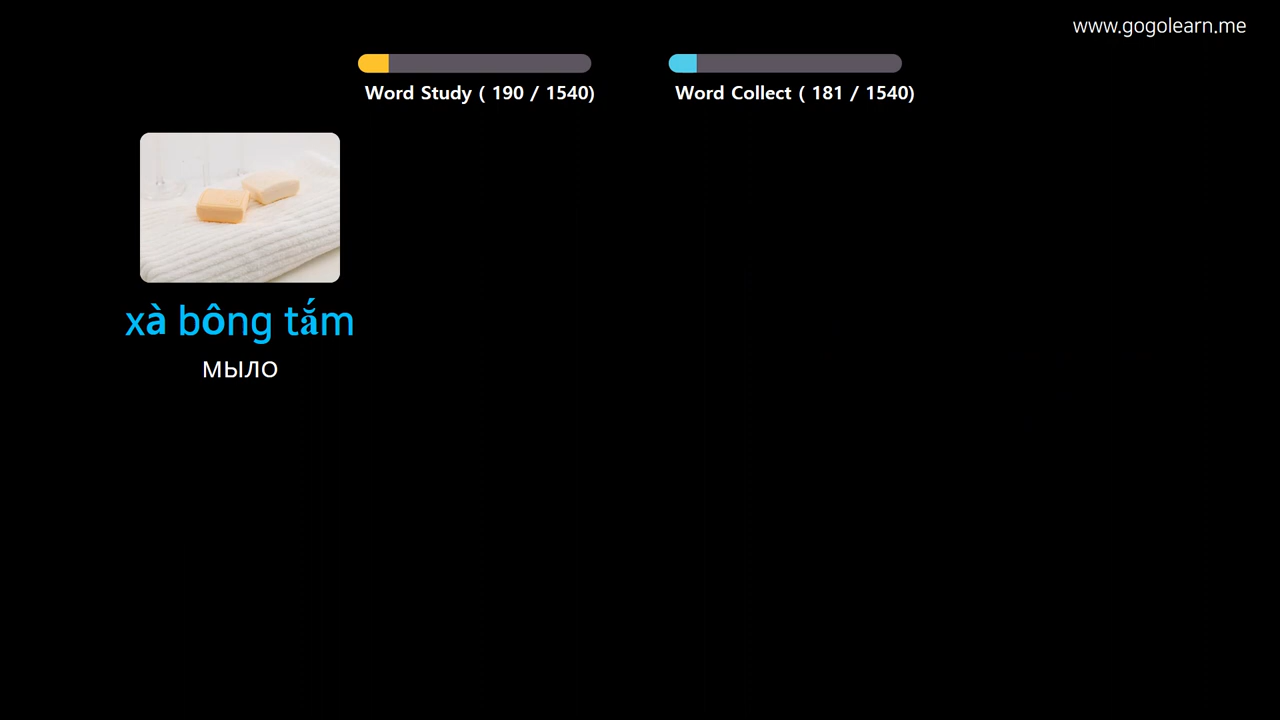 www.gogolearn.me
Word Study ( 190 / 1540)
Word Collect ( 181 / 1540)
xà bông tắm
мыло